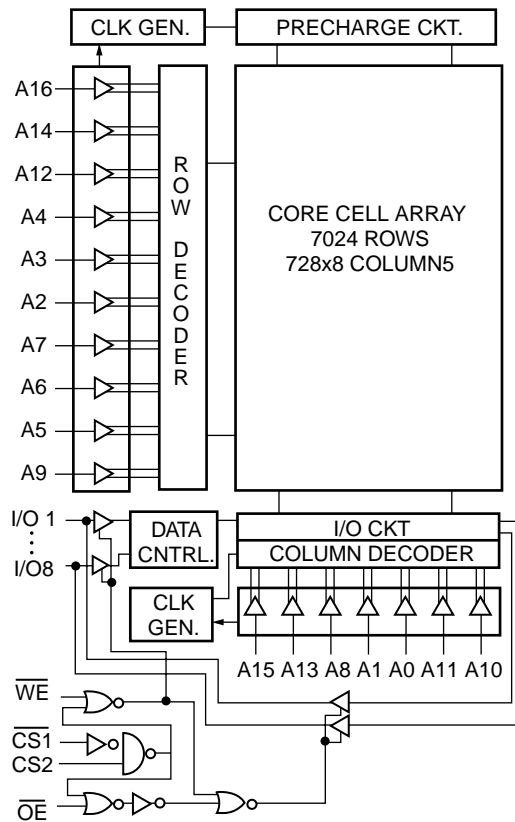 CLK GEN.
PRECHARGE CKT.
A16
A14
A12
A4
A3
A2
A7
A6
A5
A9
ROW DECODER
CORE CELL ARRAY
7024 ROWS
728x8 COLUMN5
I/O 1
I/O8
DATA
CNTRL.
I/O CKT
COLUMN DECODER
CLK
GEN.
A15 A13 A8 A1 A0 A11 A10
WE
CS1
CS2
OE